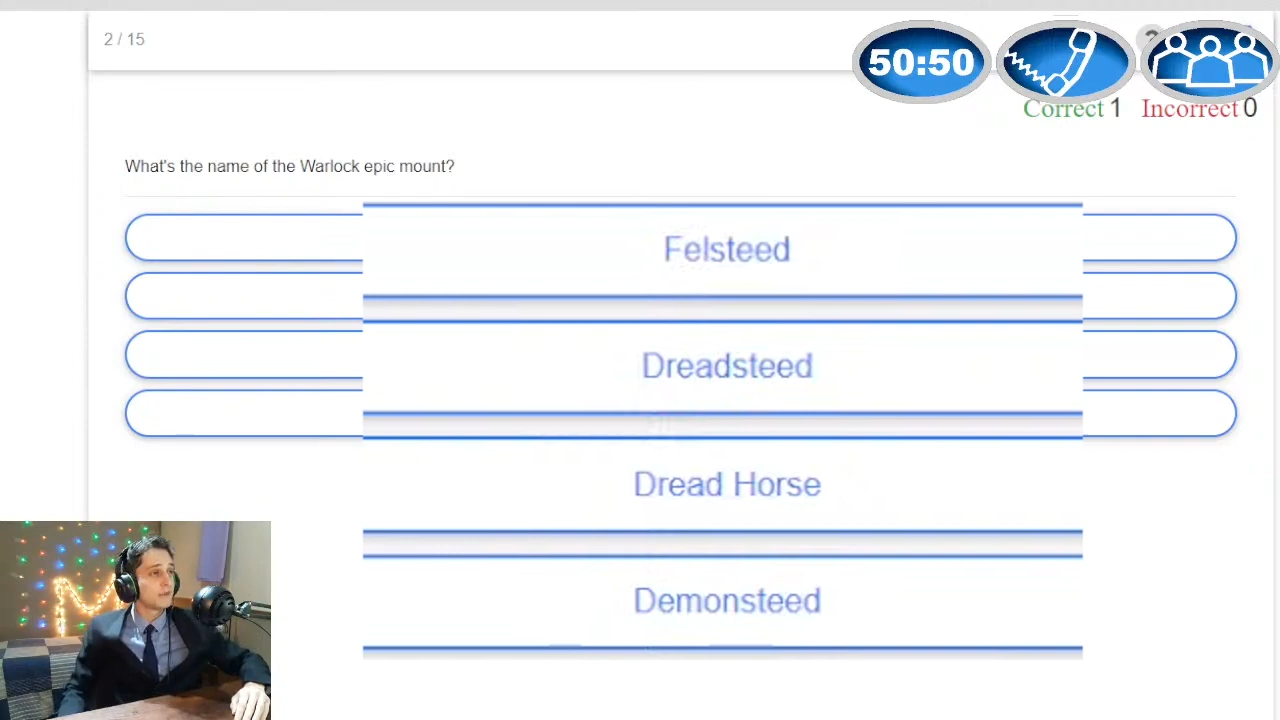 2 / 15
50:50
Correct 1 Incorrect 0
What's the name of the Warlock epic mount?
Felsteed
Dreadsteed
Dread Horse
Demonsteed
M